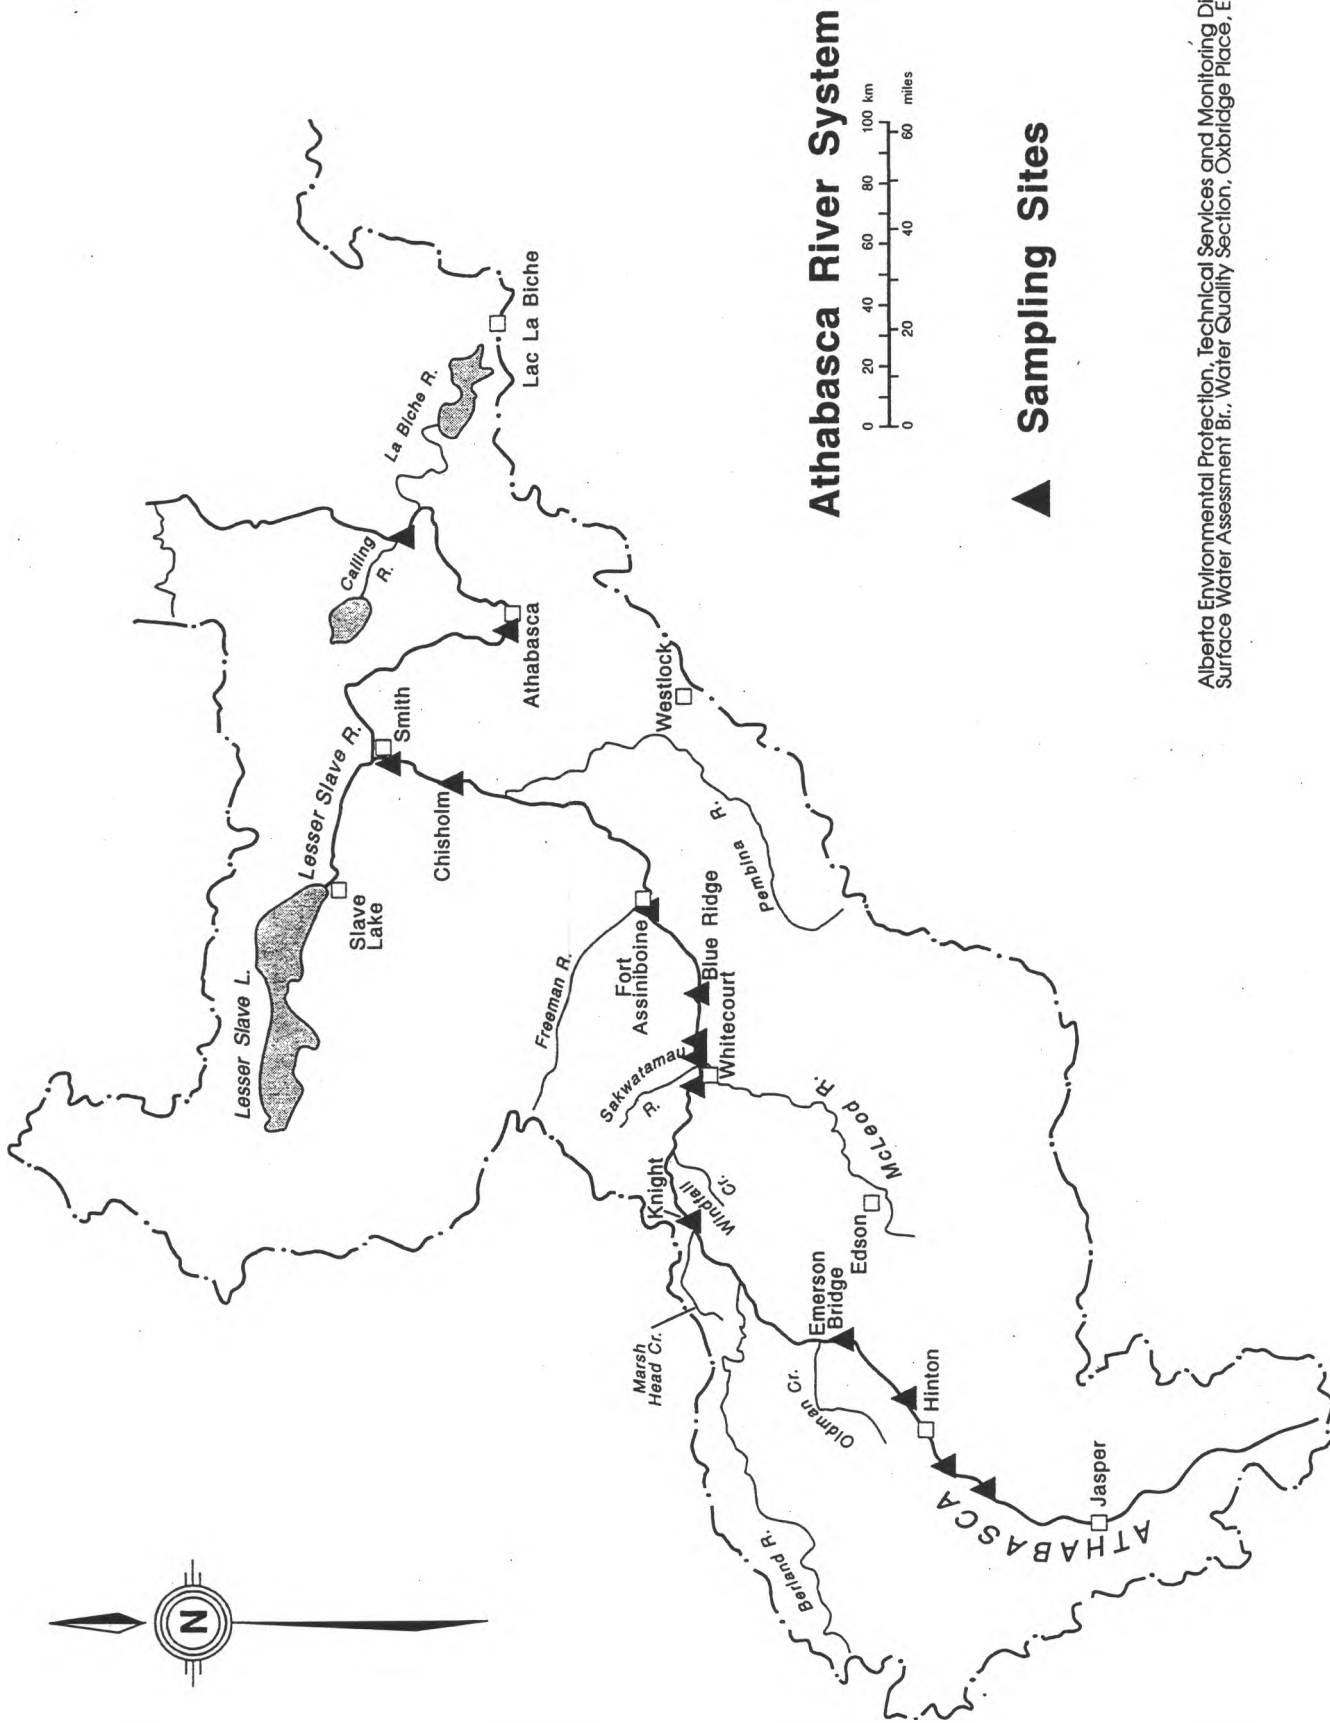 N
Lesser Slave L.
Lesser Slave R.
Slave
Lake
Smith
Chisholm
Calling
R.
La Biche R.
Lac La Biche
Athabasca
Westlock
Pembina R.
Freeman R.
Fort
Assiniboine
Blue Ridge
Whitecourt
Sakwatamau
R.
Knight
Windfall
Cr.
McLeod R.
Edson
Marsh
Head Cr.
Emerson
Bridge
Oldman Cr.
Hinton
Berland R.
ATHABASCA
Jasper
Athabasca River System
0 20 40 60 80 100 km
0 20 40 60 miles
Sampling Sites
Alberta Environmental Protection, Technical Services and Monitoring
Surface Water Assessment Br., Water Quality Section, Oxbridge Place,